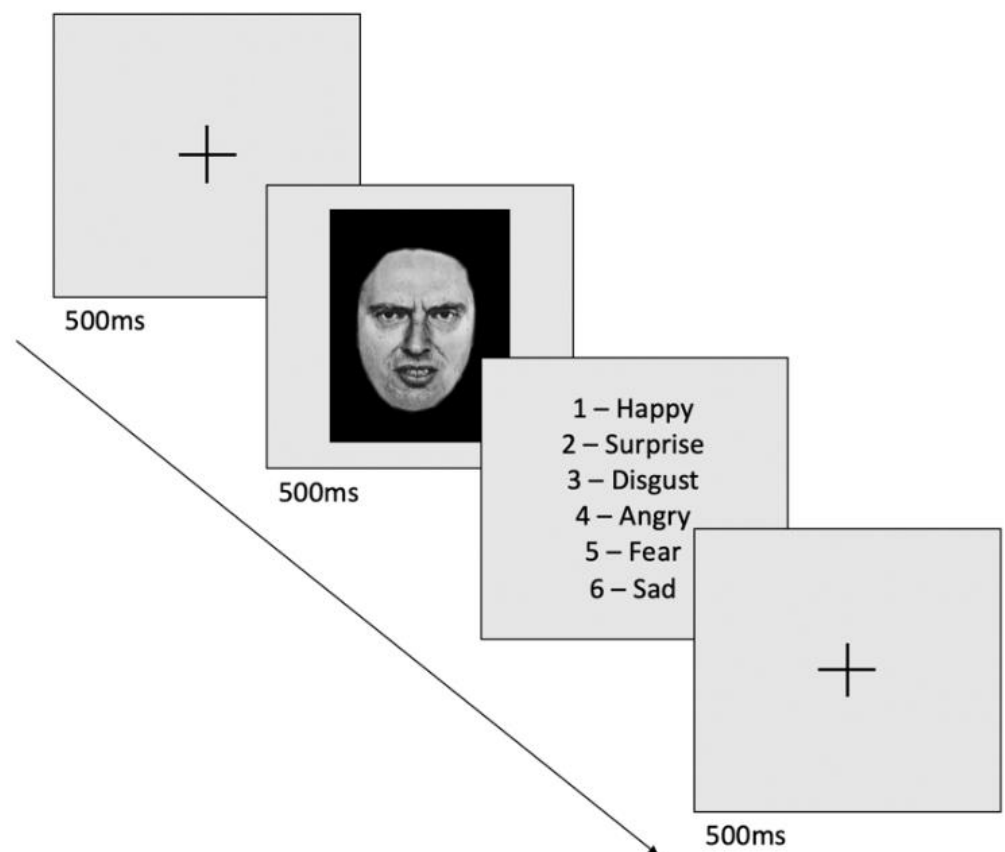 500ms
500ms
1 – Happy
2 – Surprise
3 – Disgust
4 – Angry
5 – Fear
6 – Sad
500ms